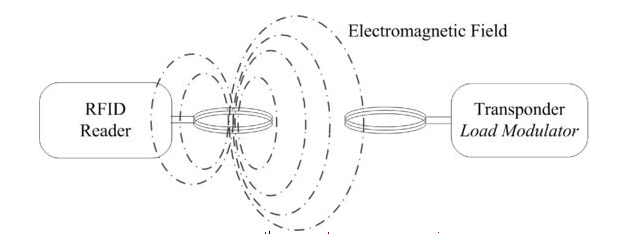 Electromagnetic Field
RFID
Reader
Transponder
Load Modulator